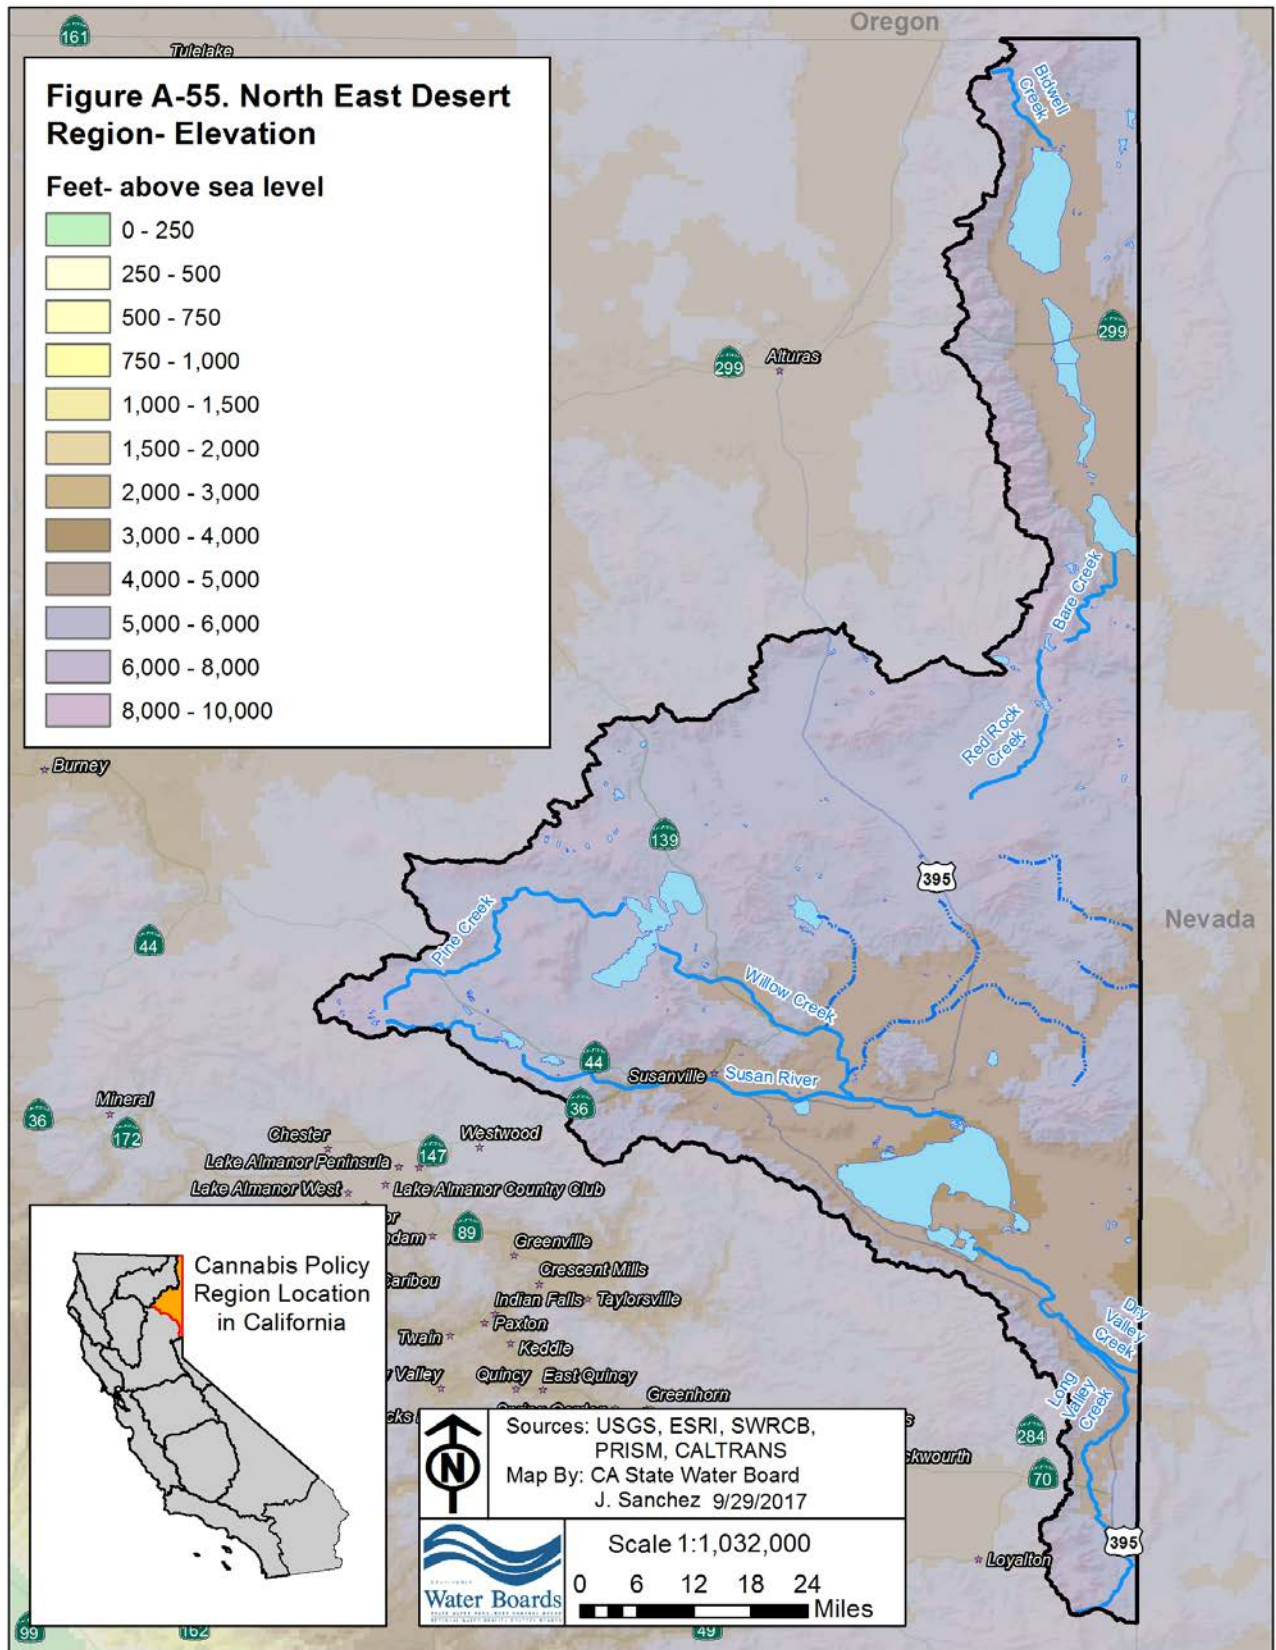 Oregon
161
Tulelake
Figure A-55. North East Desert
Region- Elevation
Feet- above sea level
0 - 250
250 - 500
500 - 750
750 - 1,000
1,000 - 1,500
1,500 - 2,000
2,000 - 3,000
3,000 - 4,000
4,000 - 5,000
5,000 - 6,000
6,000 - 8,000
8,000 - 10,000
Bidwell
Creek
299
299
Alturas
Bare Creek
Red Rock
Creek
Burney
139
395
Nevada
44
Pine Creek
Willow Creek
44
Susanville
Susan River
36
36
Mineral
172
Chester
147
Westwood
Lake Almanor Peninsula
Lake Almanor West
Lake Almanor Country Club
or
ndam
89
Greenville
Caribou
Crescent Mills
Indian Falls
Taylorsville
Paxton
Twain
Keddie
Valley
Quincy
East Quincy
Greenhorn
Dry
Valley
Creek
Long
Valley
Creek
284
ckwourth
70
395
Loyalton
Cannabis Policy
Region Location
in California
N
Sources: USGS, ESRI, SWRCB,
PRISM, CALTRANS
Map By: CA State Water Board
J. Sanchez 9/29/2017
Water Boards
Scale 1:1,032,000
0 6 12 18 24
Miles
99
162
49